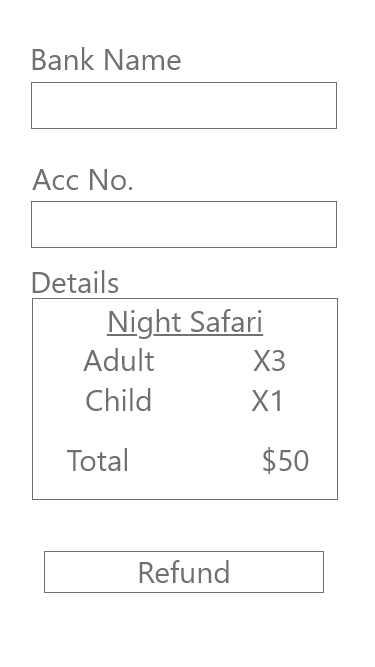 Bank Name
Acc No.
Details
Night Safari
Adult X3
Child X1
Total $50
Refund